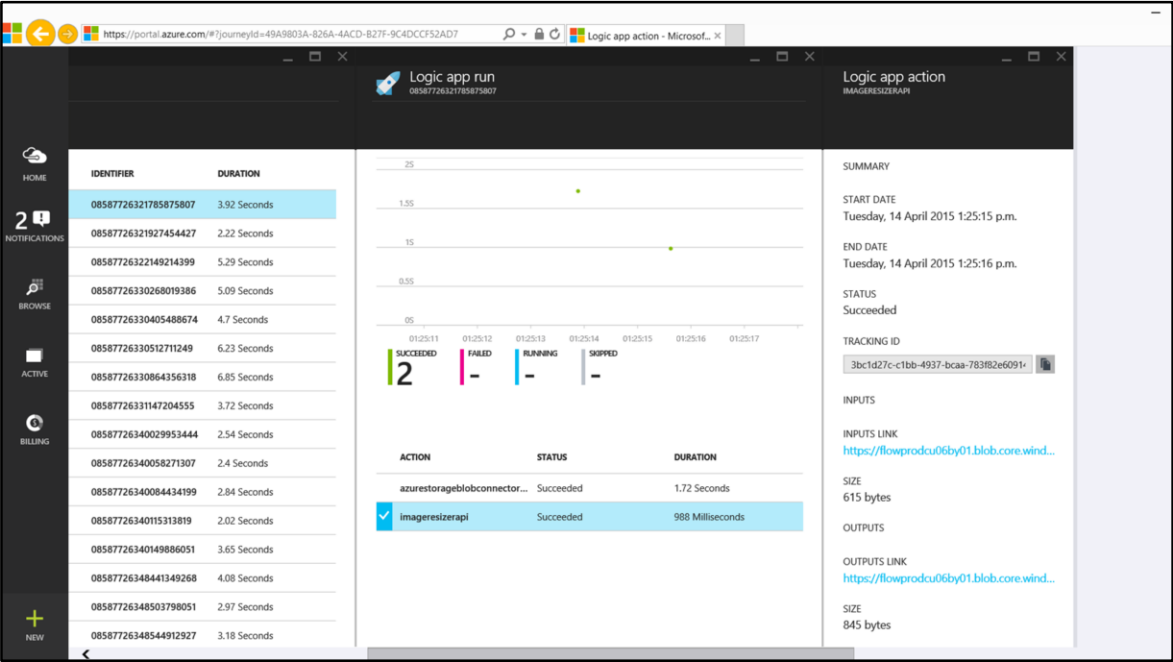 https://portal.azure.com/#?journeyId=49A9803A-826A-4ACD-B27F-9C4DCCF52AD7
Logic app action - Microsof...
Logic app run
08587726321785875807
Logic app action
IMAGERESIZERAPI
HOME
2
NOTIFICATIONS
BROWSE
ACTIVE
BILLING
NEW
IDENTIFIER DURATION
08587726321785875807 3.92 Seconds
08587726321927454427 2.22 Seconds
08587726322149214399 5.29 Seconds
08587726330268019386 5.09 Seconds
08587726330405488674 4.7 Seconds
08587726330512711249 6.23 Seconds
08587726330864356318 6.85 Seconds
08587726331147204555 3.72 Seconds
08587726340029953444 2.54 Seconds
08587726340058271307 2.4 Seconds
08587726340084434199 2.84 Seconds
08587726340115313819 2.02 Seconds
08587726340149886051 3.65 Seconds
08587726348441349268 4.08 Seconds
08587726348503798051 2.97 Seconds
08587726348544912927 3.18 Seconds
2S
1.5S
1S
0.5S
0S
01:25:11 01:25:12 01:25:13 01:25:14 01:25:15 01:25:16 01:25:17
SUCCEEDED FAILED RUNNING SKIPPED
2 - - -
ACTION STATUS DURATION
azurestorageblobconnector... Succeeded 1.72 Seconds
imageresizerapi Succeeded 988 Milliseconds
SUMMARY
START DATE
Tuesday, 14 April 2015 1:25:15 p.m.
END DATE
Tuesday, 14 April 2015 1:25:16 p.m.
STATUS
Succeeded
TRACKING ID
3bc1d27c-c1bb-4937-bcaa-783f82e6091
INPUTS
INPUTS LINK
https://flowprodcu06by01.blob.core.wind...
SIZE
615 bytes
OUTPUTS
OUTPUTS LINK
https://flowprodcu06by01.blob.core.wind...
SIZE
845 bytes